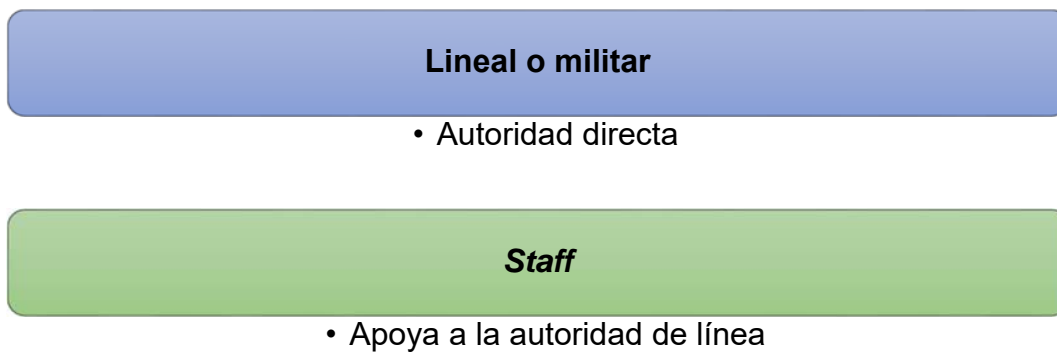 Lineal o militar
• Autoridad directa
Staff
• Apoya a la autoridad de línea